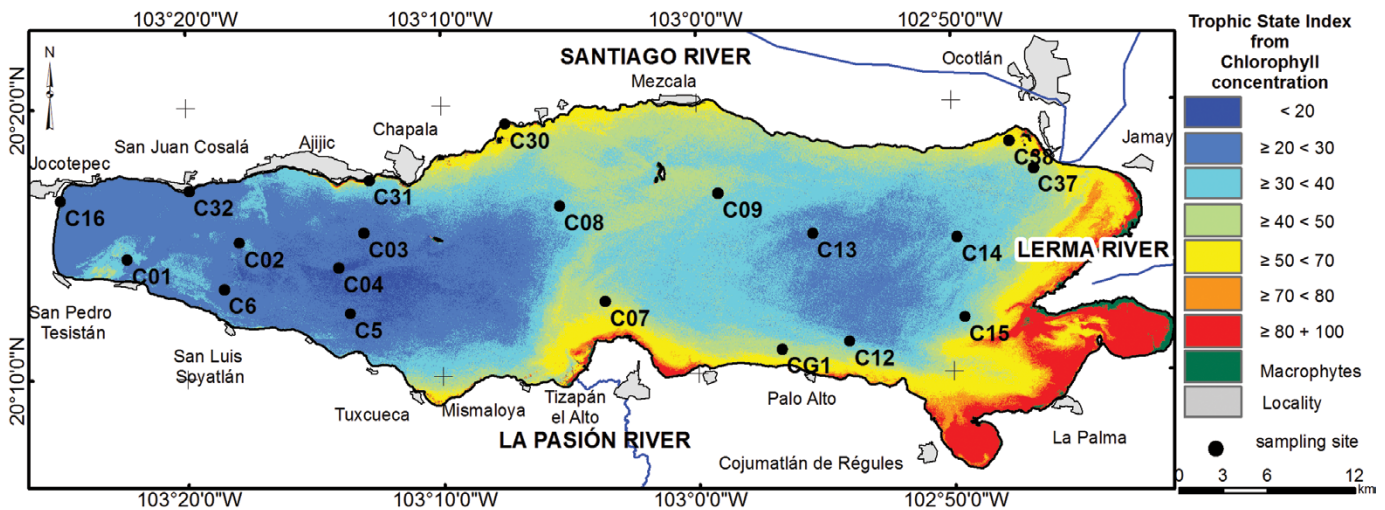 103°20'0"W 103°10'0"W 103°0'0"W 102°50'0"W
N
20°20'0"N
20°10'0"N
SANTIAGO RIVER
Mezcala
Ocotlán
Jamay
Chapala
Ajijic
San Juan Cosalá
Jocotepec
C30
C38
C37
C31
C32
C16
C08
C09
C03
C13
C14
LERMA RIVER
C02
C01
C04
C6
C07
C15
C5
San Pedro
Tesistán
San Luis
Soyatlán
CG1
C12
Tuxcueca
Mismaloya
Tizapán
el Alto
Palo Alto
La Palma
LA PASIÓN RIVER
Cojumatlán de Régules
103°20'0"W 103°10'0"W 103°0'0"W 102°50'0"W
Trophic State Index
from
Chlorophyll
concentration
< 20
≥ 20 < 30
≥ 30 < 40
≥ 40 < 50
≥ 50 < 70
≥ 70 < 80
≥ 80 + 100
Macrophytes
Locality
sampling site
0 3 6 12
km